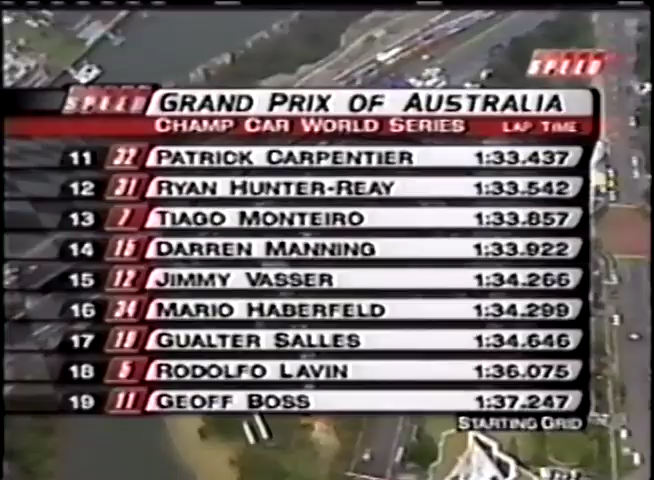 SPEED
SPEED GRAND PRIX OF AUSTRALIA
CHAMP CAR WORLD SERIES LAP TIME
11 32 PATRICK CARPENTIER 1:33.437
12 31 RYAN HUNTER-REAY 1:33.542
13 7 TIAGO MONTEIRO 1:33.857
14 15 DARREN MANNING 1:33.922
15 12 JIMMY VASSER 1:34.266
16 34 MARIO HABERFELD 1:34.299
17 GUALTER SALLES 1:34.646
18 5 RODOLFO LAVIN 1:36.075
19 11 GEOFF BOSS 1:37.247
STARTING GRID